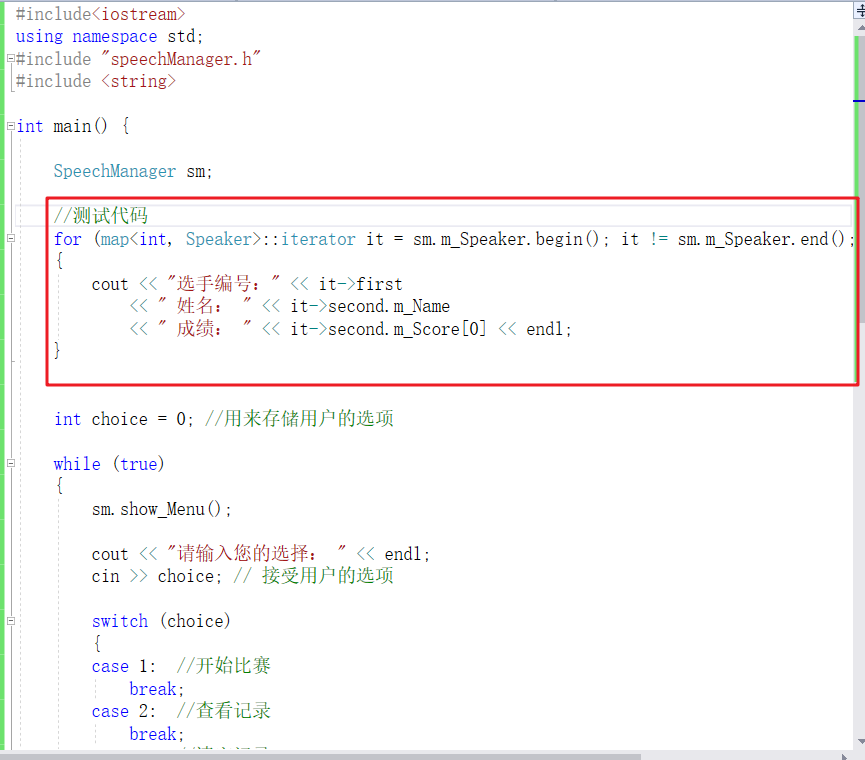 #include<iostream>
using namespace std;
#include "speechManager.h"
#include <string>
int main() {
SpeechManager sm;
//测试代码
for (map<int, Speaker>::iterator it = sm.m_Speaker.begin(); it != sm.m_Speaker.end();
{
cout << "选手编号：" << it->first
<< " 姓名： " << it->second.m_Name
<< " 成绩： " << it->second.m_Score[0] << endl;
}
int choice = 0; //用来存储用户的选项
while (true)
{
sm.show_Menu();
cout << "请输入您的选择： " << endl;
cin >> choice; // 接受用户的选项
switch (choice)
{
case 1:  //开始比赛
break;
case 2:  //查看记录
break;